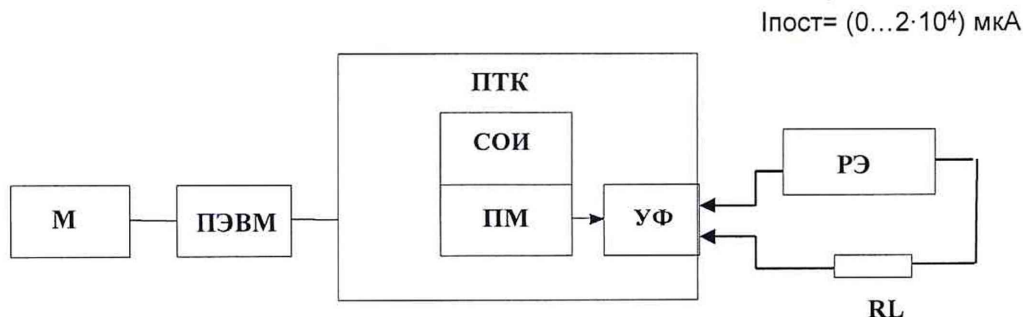 Iпост= (0…2·10⁴) мкА
ПТК
СОИ
РЭ
М
ПЭВМ
ПМ
УФ
RL